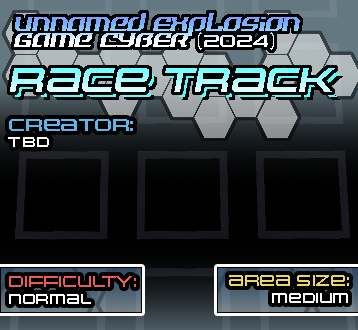 UNNAMED EXPLOSION
GAME CYBER (2024)
RACE TRACK
CREATOR:
TBD
DIFFICULTY:
NORMAL
AREA SIZE:
MEDIUM